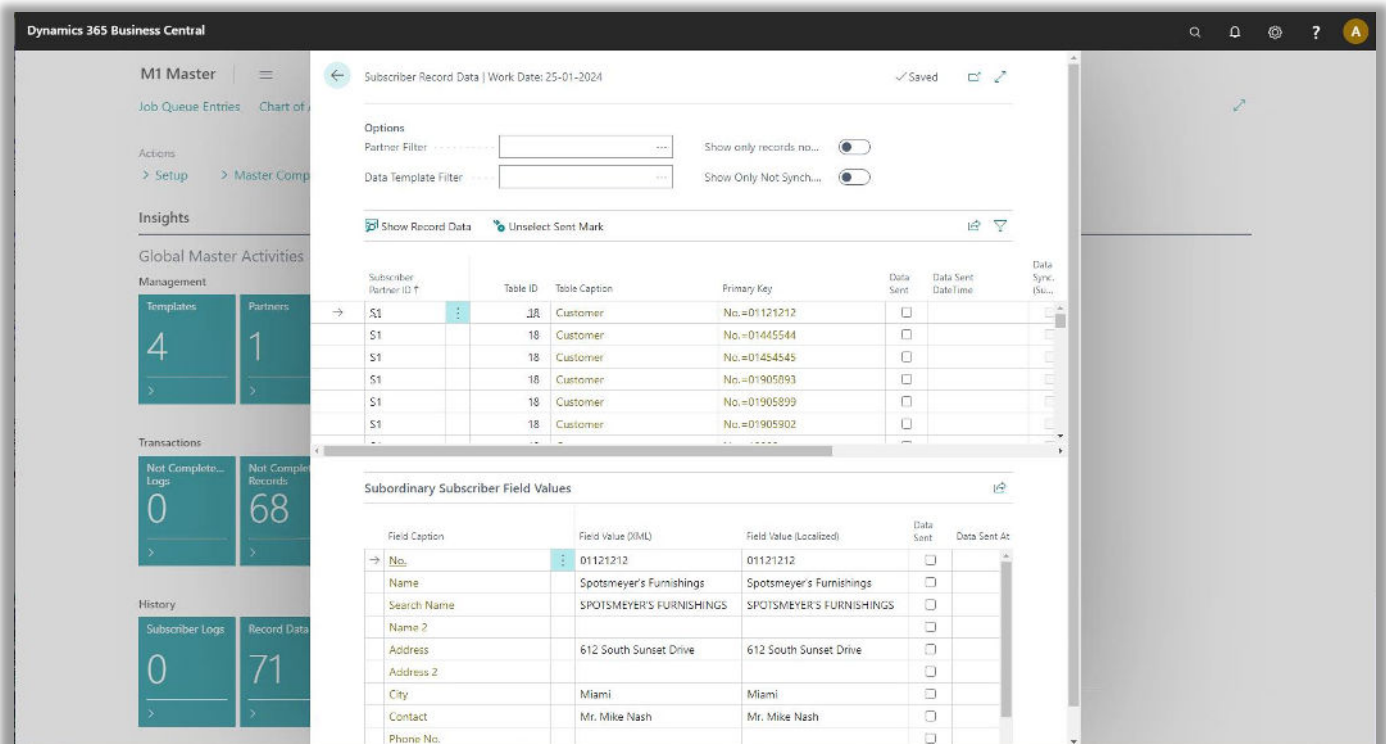 Dynamics 365 Business Central
?
A
M1 Master
Job Queue Entries Chart of
Actions
> Setup > Master Comp
Insights
Global Master Activities
Management
Templates
4
Partners
1
Transactions
Not Complete...
Logs
0
Not Complet
Records
68
History
Subscriber Logs
0
Record Data
71
Subscriber Record Data | Work Date: 25-01-2024
Saved
Options
Partner Filter ... Show only records no...
Data Template Filter ... Show Only Not Synch....
Show Record Data Unselect Sent Mark
Subscriber
Partner ID ↑
Table ID
Table Caption
Primary Key
Data
Sent
Data Sent
DateTime
Data
Sync.
(Su...
→ S1 18 Customer No.=01121212
S1 18 Customer No.=01445544
S1 18 Customer No.=01454545
S1 18 Customer No.=01905893
S1 18 Customer No.=01905899
S1 18 Customer No.=01905902
Subordinary Subscriber Field Values
Field Caption
Field Value (XML)
Field Value (Localized)
Data
Sent
Data Sent At
→ No. 01121212 01121212
Name Spotsmeyer's Furnishings Spotsmeyer's Furnishings
Search Name SPOTSMEYER'S FURNISHINGS SPOTSMEYER'S FURNISHINGS
Name 2
Address 612 South Sunset Drive 612 South Sunset Drive
Address 2
City Miami Miami
Contact Mr. Mike Nash Mr. Mike Nash
Phone No.